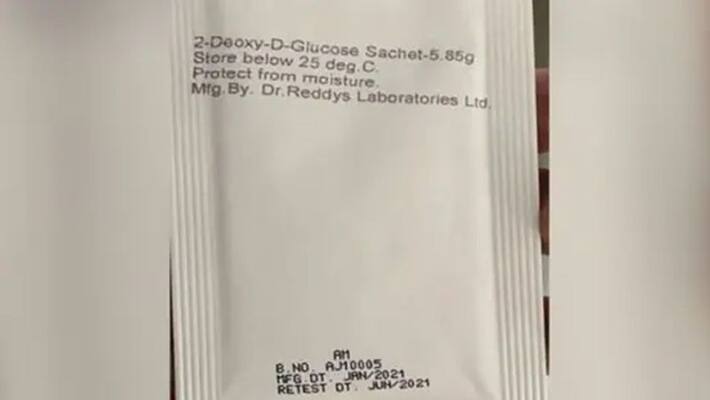 2-Deoxy-D-Glucose Sachet-5.85g
Store below 25 deg.C.
Protect from moisture.
Mfg.By. Dr.Reddys Laboratories Ltd.
AM
B.NO. AJ10005
MFG.DT. JAN/2021
RETEST DT. JUN/2021